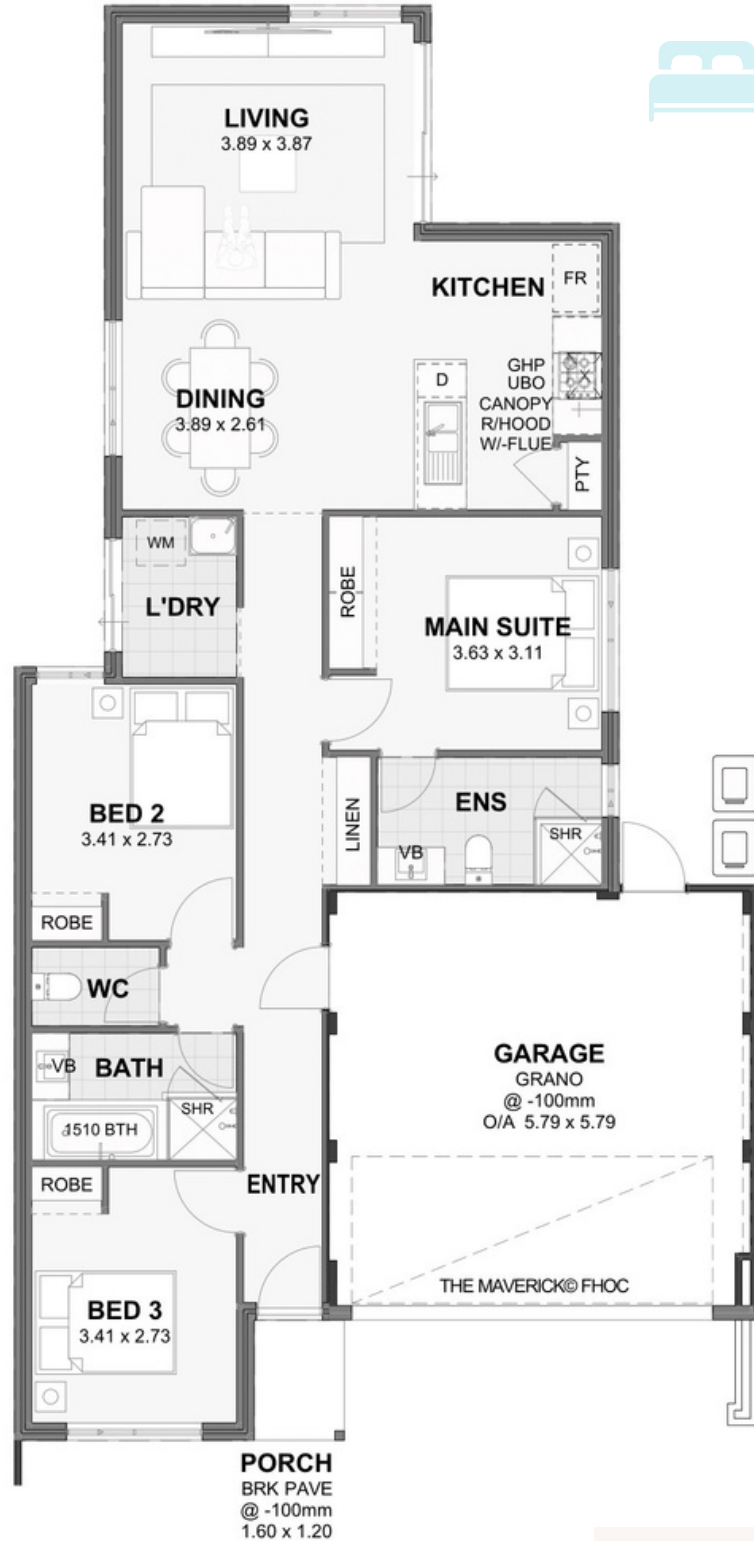 LIVING
3.89 x 3.87
KITCHEN
FR
GHP
UBO
CANOPY
R/HOOD
W/-FLUE
D
DINING
3.89 x 2.61
PTY
WM
L'DRY
ROBE
MAIN SUITE
3.63 x 3.11
BED 2
3.41 x 2.73
LINEN
ENS
VB
SHR
ROBE
WC
VB
BATH
SHR
1510 BTH
GARAGE
GRANO
@ -100mm
O/A 5.79 x 5.79
ROBE
ENTRY
THE MAVERICK© FHOC
BED 3
3.41 x 2.73
PORCH
BRK PAVE
@ -100mm
1.60 x 1.20